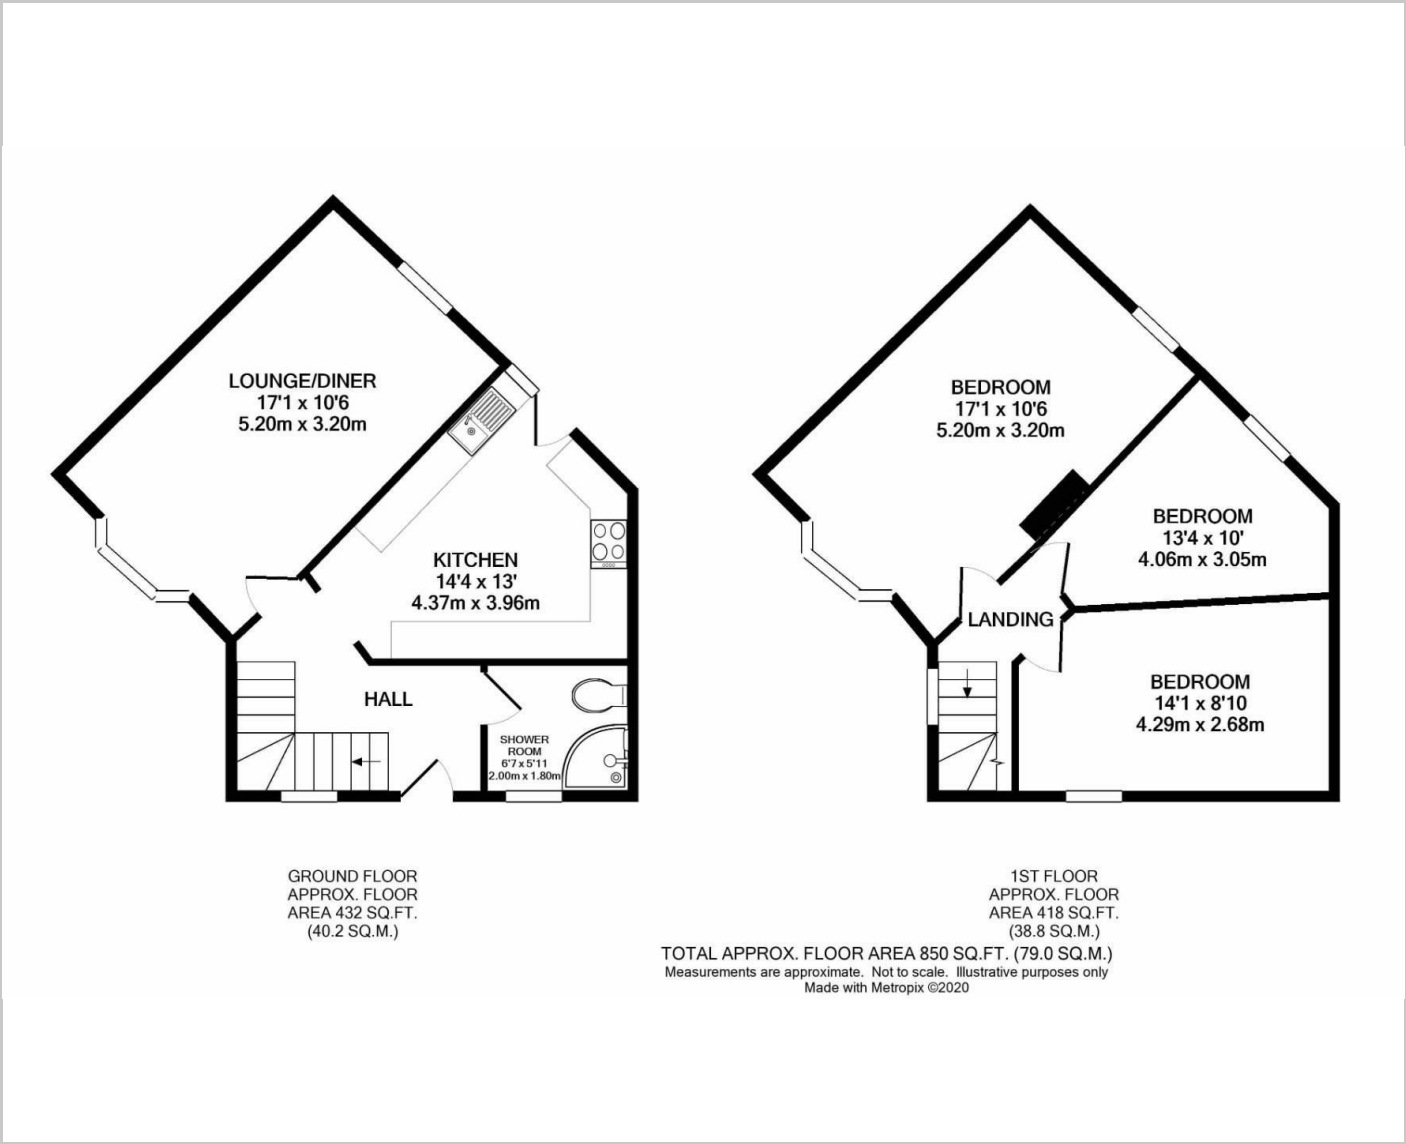 LOUNGE/DINER
17'1 x 10'6
5.20m x 3.20m
KITCHEN
14'4 x 13'
4.37m x 3.96m
HALL
SHOWER
ROOM
6'7 x 5'11
2.00m x 1.80m
BEDROOM
17'1 x 10'6
5.20m x 3.20m
BEDROOM
13'4 x 10'
4.06m x 3.05m
LANDING
BEDROOM
14'1 x 8'10
4.29m x 2.68m
GROUND FLOOR
APPROX. FLOOR
AREA 432 SQ.FT.
(40.2 SQ.M.)
1ST FLOOR
APPROX. FLOOR
AREA 418 SQ.FT.
(38.8 SQ.M.)
TOTAL APPROX. FLOOR AREA 850 SQ.FT. (79.0 SQ.M.)
Measurements are approximate. Not to scale. Illustrative purposes only
Made with Metropix ©2020